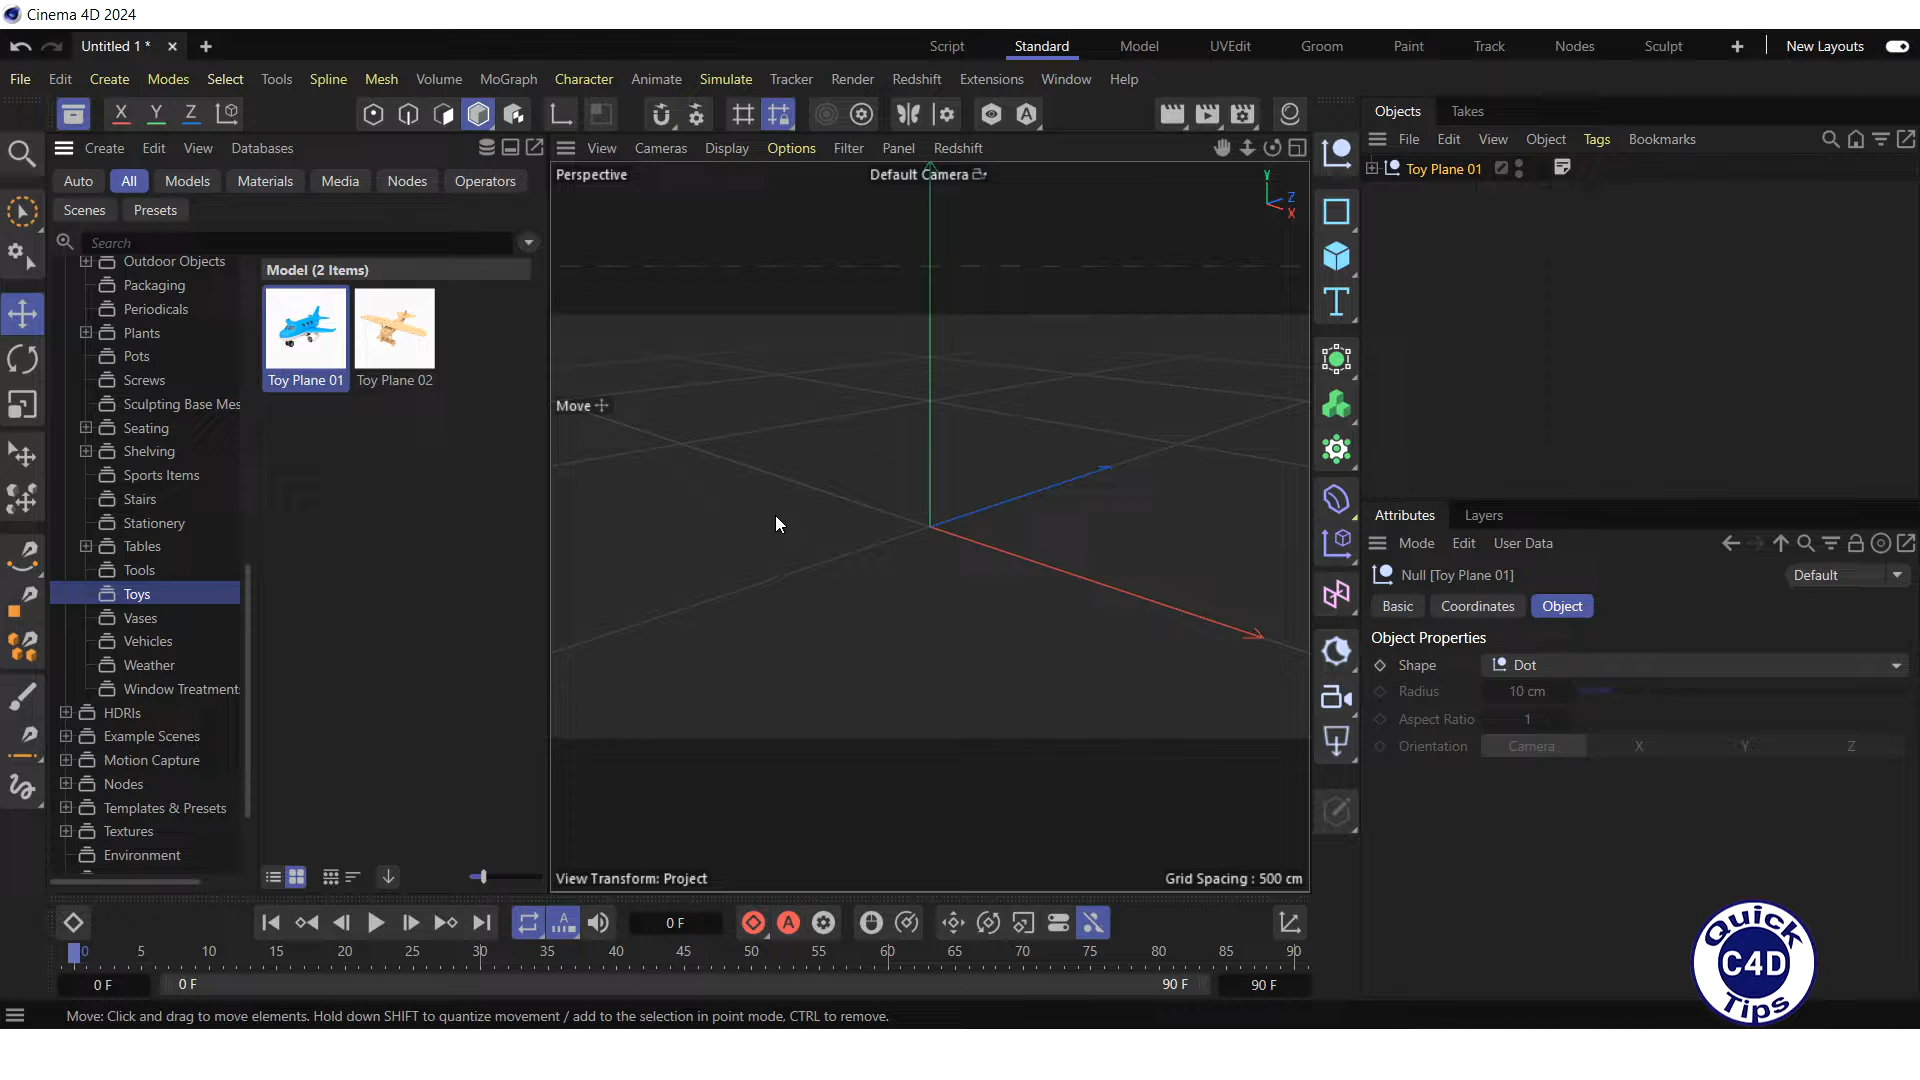 Cinema 4D 2024
Untitled 1 *
Script Standard Model UVEdit Groom Paint Track Nodes Sculpt New Layouts
File Edit Create Modes Select Tools Spline Mesh Volume MoGraph Character Animate Simulate Tracker Render Redshift Extensions Window Help
X Y Z
Create Edit View Databases
Auto All Models Materials Media Nodes Operators
Scenes Presets
Search
Outdoor Objects
Packaging
Periodicals
Plants
Pots
Screws
Sculpting Base Mes
Seating
Shelving
Sports Items
Stairs
Stationery
Tables
Tools
Toys
Vases
Vehicles
Weather
Window Treatment
HDRIs
Example Scenes
Motion Capture
Nodes
Templates & Presets
Textures
Environment
Model (2 Items)
Toy Plane 01 Toy Plane 02
View Cameras Display Options Filter Panel Redshift
Perspective
Default Camera
Y
Z
X
Move
View Transform: Project
Grid Spacing : 500 cm
Objects Takes
File Edit View Object Tags Bookmarks
Toy Plane 01
Attributes Layers
Mode Edit User Data
Null [Toy Plane 01]
Default
Basic Coordinates Object
Object Properties
Shape Dot
Radius 10 cm
Aspect Ratio 1
Orientation Camera X Y Z
0 F
0 5 10 15 20 25 30 35 40 45 50 55 60 65 70 75 80 85 90
0 F 0 F 90 F 90 F
Move: Click and drag to move elements. Hold down SHIFT to quantize movement / add to the selection in point mode, CTRL to remove.
Quick
C4D
Tips